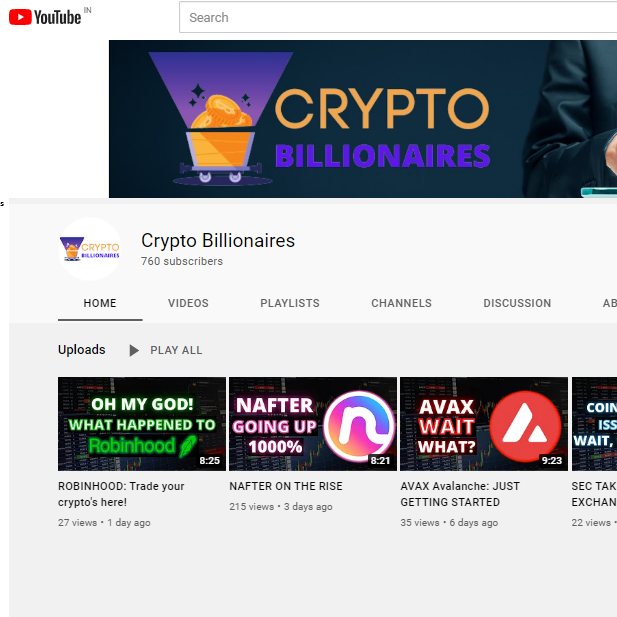 YouTube IN
Search
CRYPTO
BILLIONAIRES
s
CRYPTO
BILLIONAIRES
Crypto Billionaires
760 subscribers
HOME VIDEOS PLAYLISTS CHANNELS DISCUSSION AB
Uploads PLAY ALL
OH MY GOD!
WHAT HAPPENED TO
Robinhood
8:25
NAFTER
GOING UP
1000%
8:21
AVAX
WAIT
WHAT?
9:23
COIN
ISS
WAIT,
ROBINHOOD: Trade your
crypto's here!
27 views • 1 day ago
NAFTER ON THE RISE
215 views • 3 days ago
AVAX Avalanche: JUST
GETTING STARTED
35 views • 6 days ago
SEC TAK
EXCHAN
22 views •